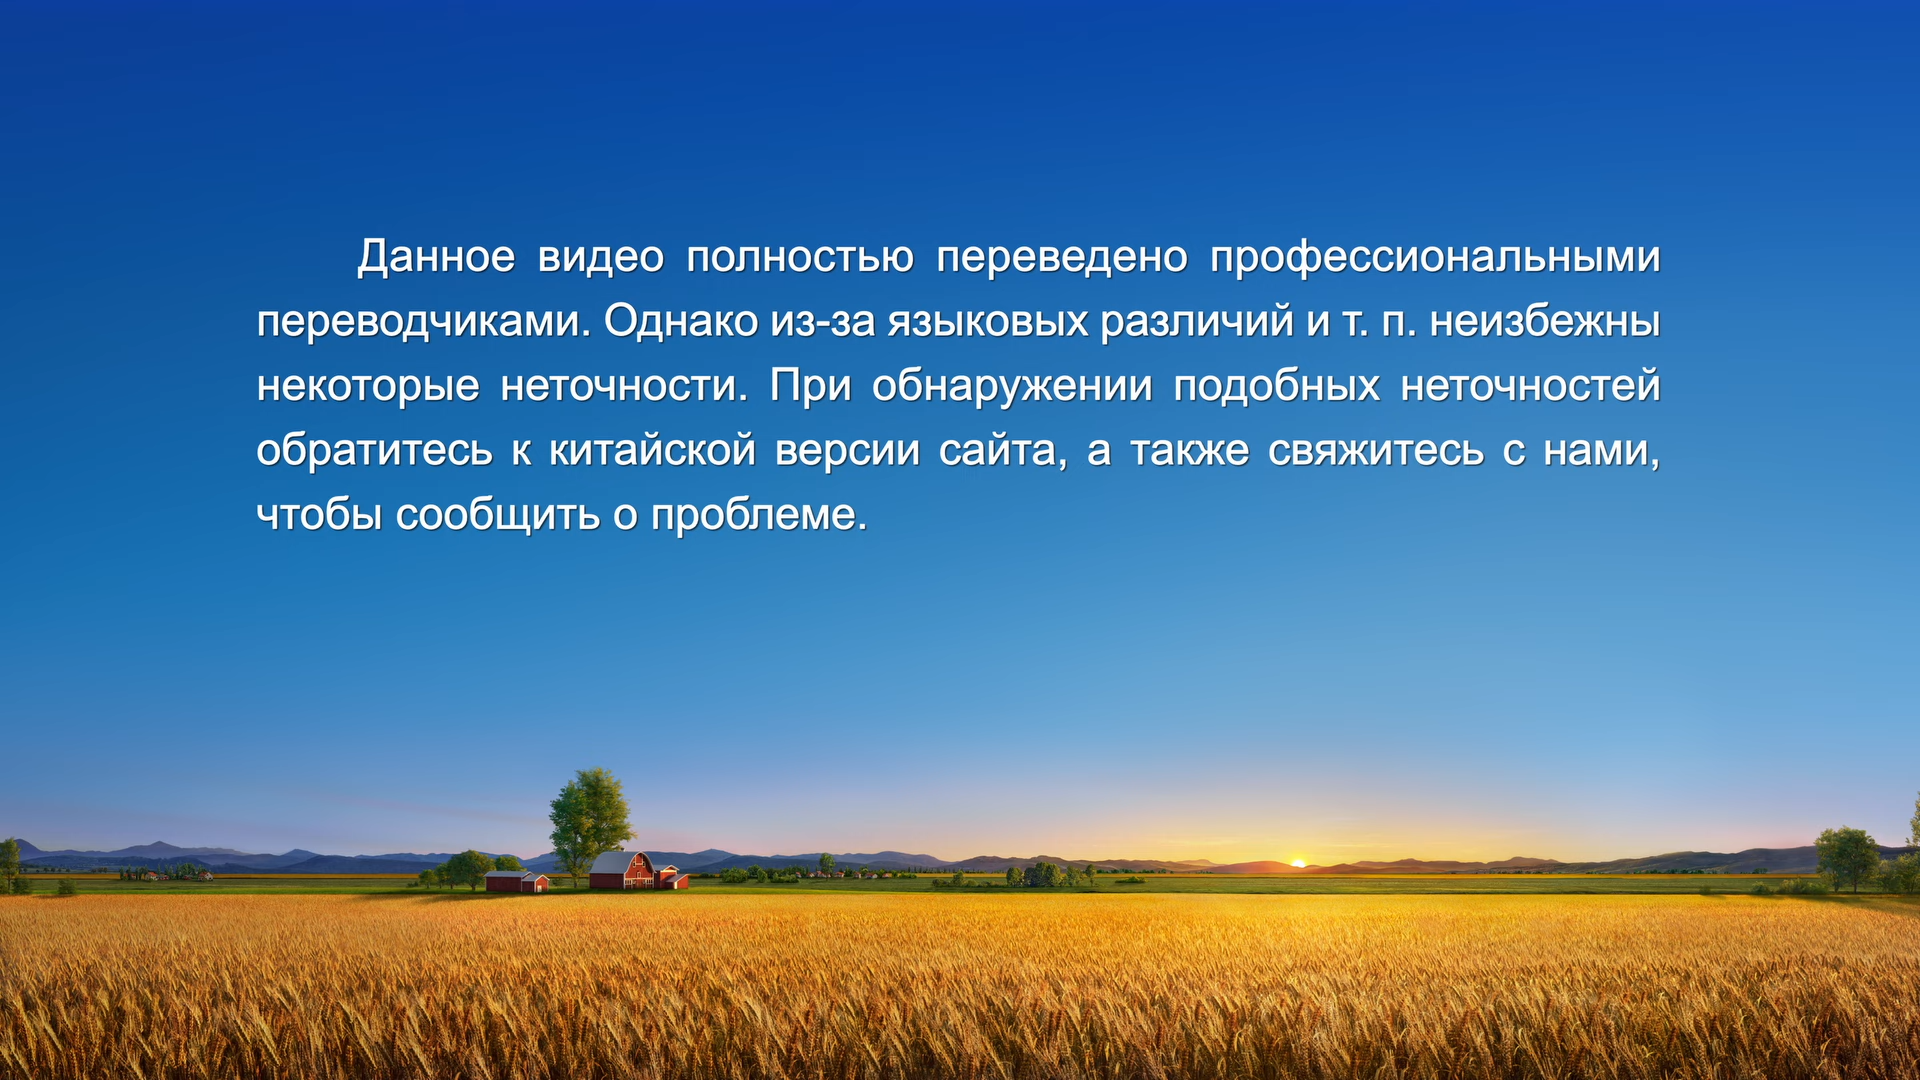 Данное видео полностью переведено профессиональными
переводчиками. Однако из-за языковых различий и т. п. неизбежны
некоторые неточности. При обнаружении подобных неточностей
обратитесь к китайской версии сайта, а также свяжитесь с нами,
чтобы сообщить о проблеме.